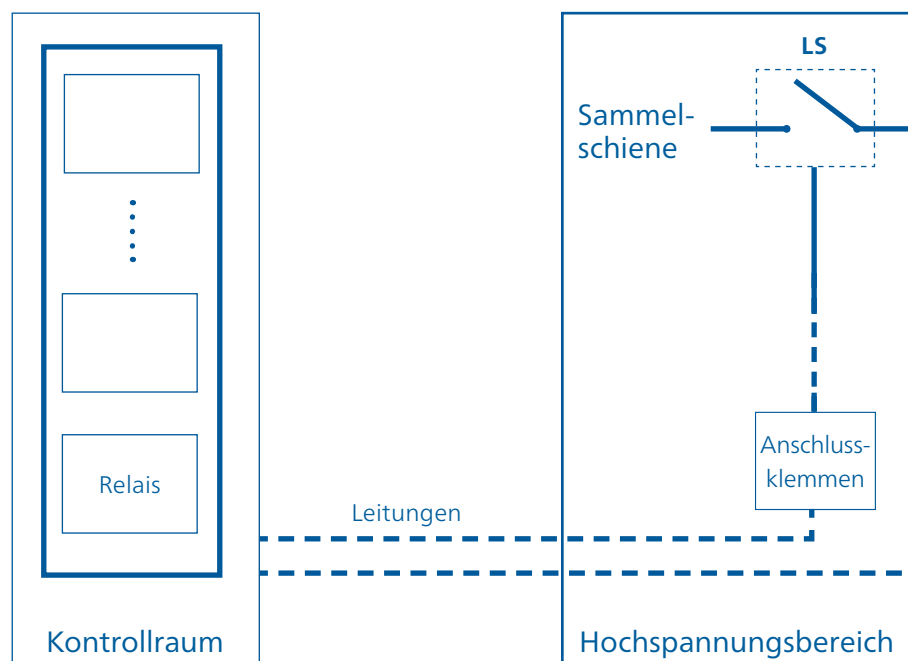 LS
Sammel-
schiene
Anschluss-
klemmen
Relais
Leitungen
Kontrollraum
Hochspannungsbereich